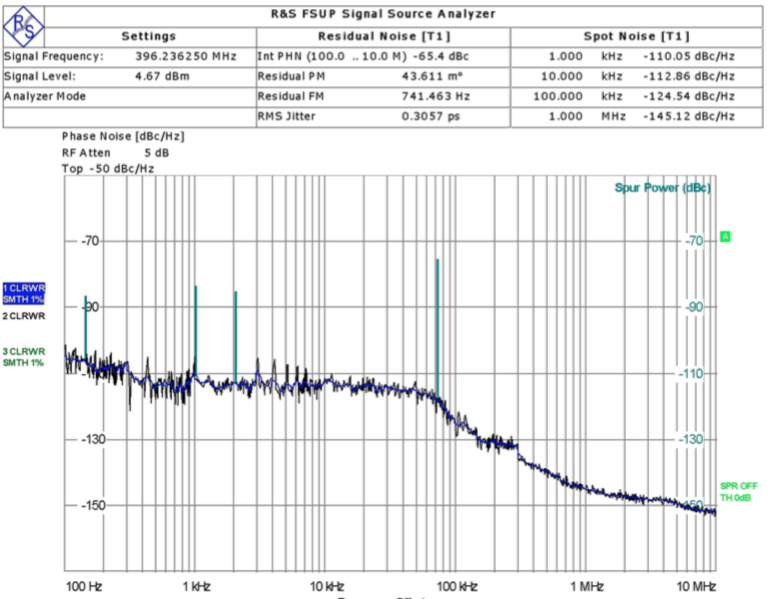 R&S FSUP Signal Source Analyzer
R S
Settings Residual Noise [T1] Spot Noise [T1]
Signal Frequency: 396.236250 MHz Int PHN (100.0 .. 10.0 M) -65.4 dBc 1.000 kHz -110.05 dBc/Hz
Signal Level: 4.67 dBm Residual PM 43.611 m° 10.000 kHz -112.86 dBc/Hz
Analyzer Mode Residual FM 741.463 Hz 100.000 kHz -124.54 dBc/Hz
RMS Jitter 0.3057 ps 1.000 MHz -145.12 dBc/Hz
Phase Noise [dBc/Hz]
RF Atten 5 dB
Top -50 dBc/Hz
Spur Power (dBc)
-70 -70 A
1 CLRWR
SMTH 1%
-90 -90
2 CLRWR
3 CLRWR
SMTH 1%
-110
-130 -130
SPR OFF
TH 0dB
-150
100 Hz 1 kHz 10 kHz 100 kHz 1 MHz 10 MHz